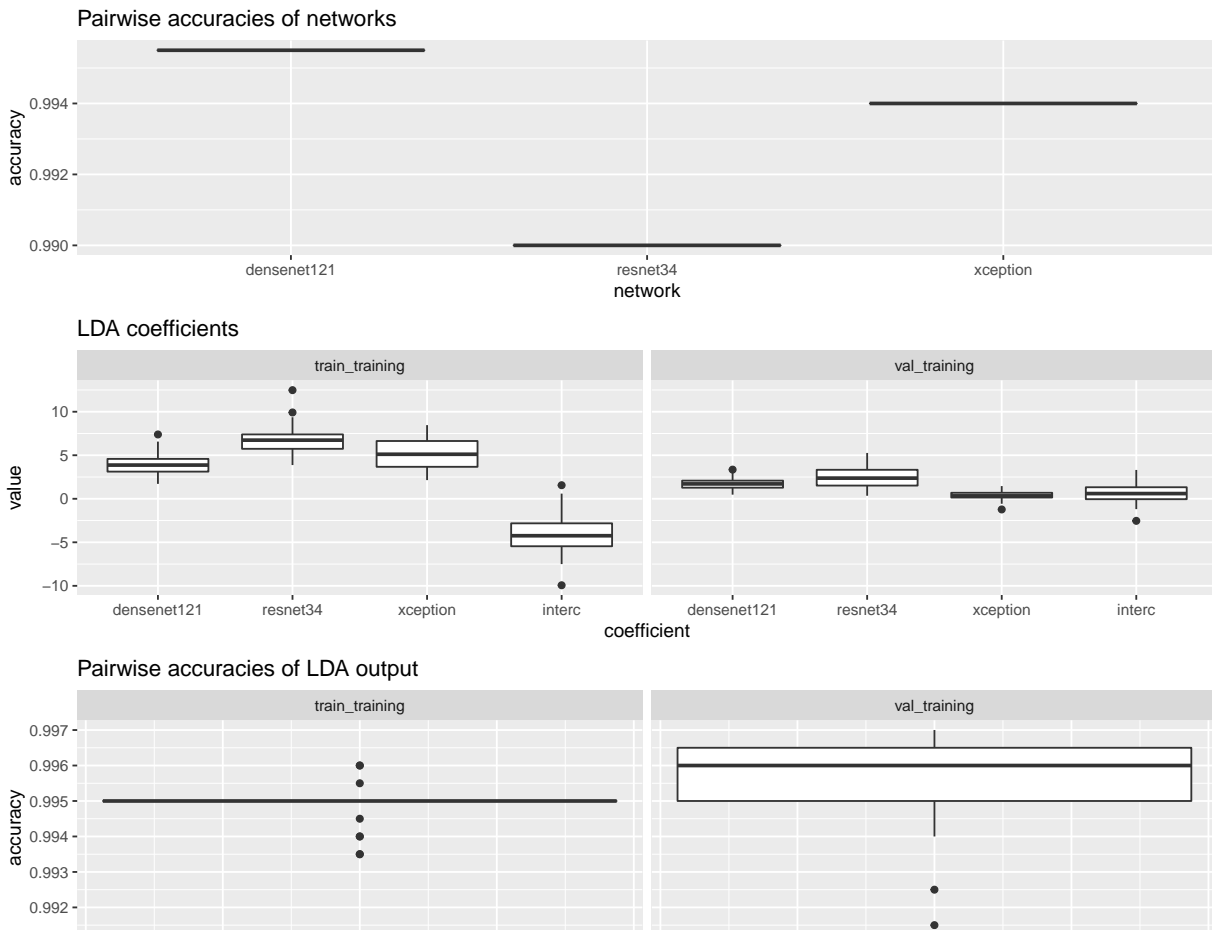 Pairwise accuracies of networks
accuracy
0.994
0.992
0.990
densenet121 resnet34 xception
network
LDA coefficients
train_training val_training
value
10
5
0
−5
−10
densenet121 resnet34 xception interc densenet121 resnet34 xception interc
coefficient
Pairwise accuracies of LDA output
train_training val_training
accuracy
0.997
0.996
0.995
0.994
0.993
0.992